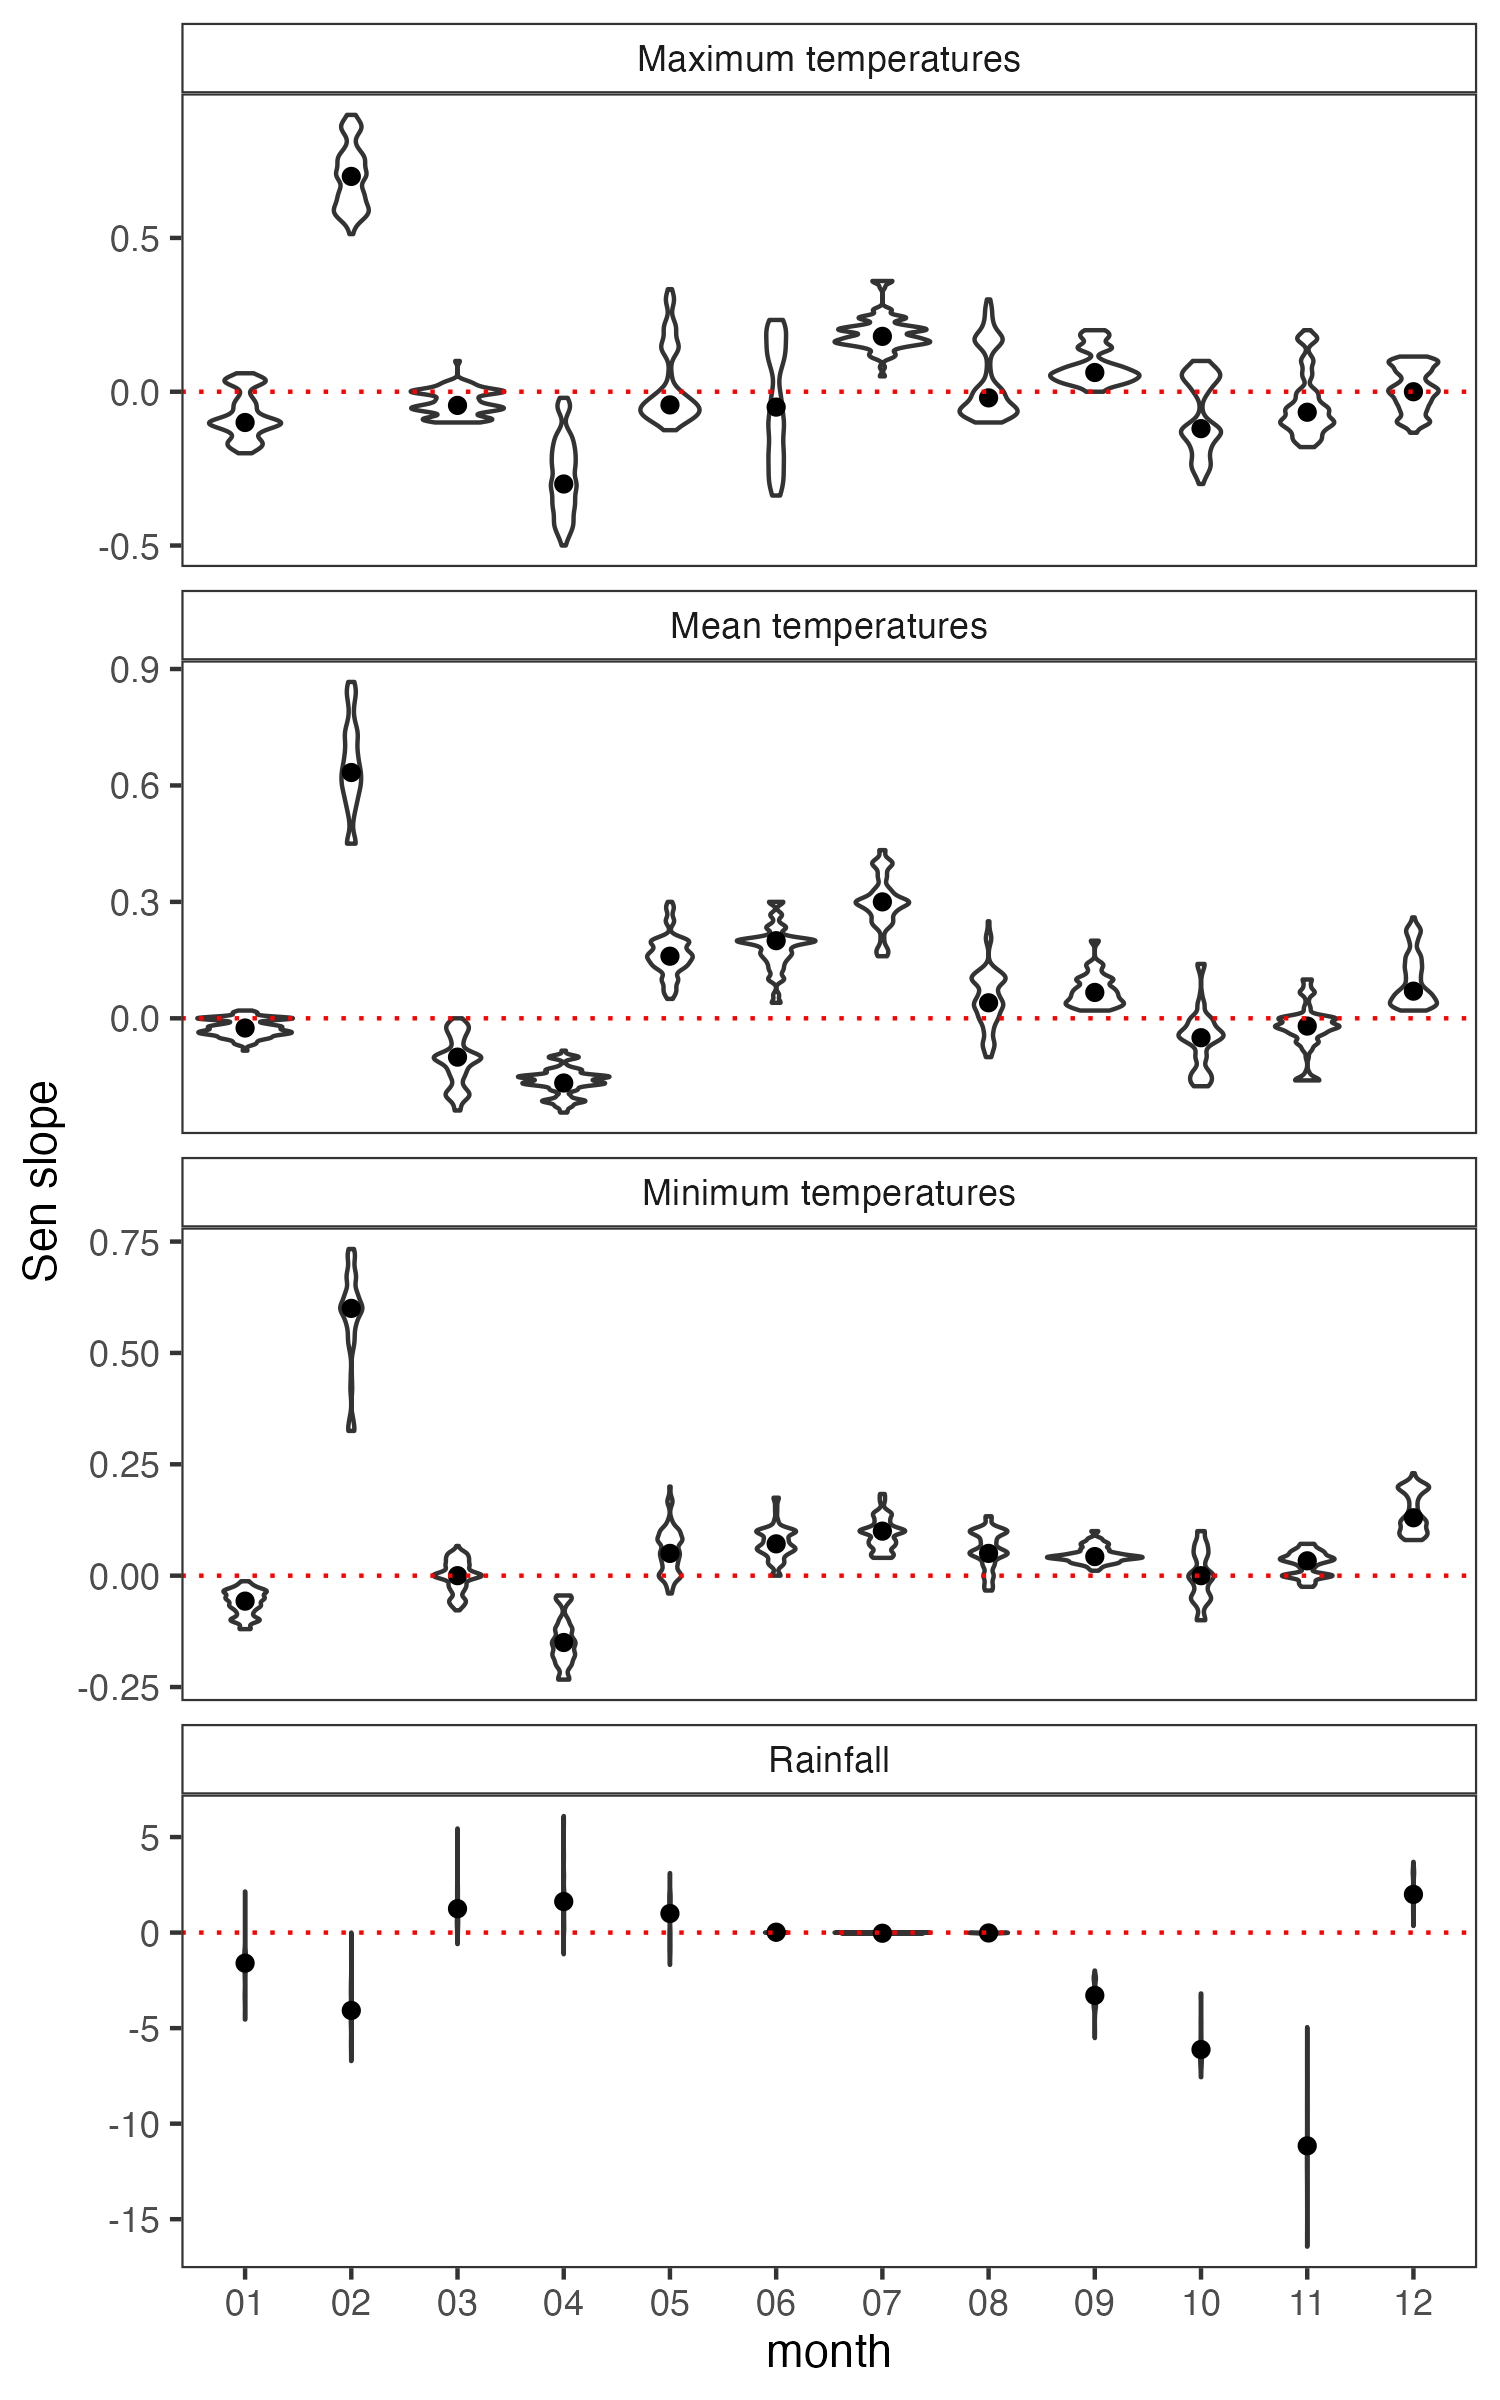 Maximum temperatures
0.5
0.0
-0.5
Mean temperatures
0.9
0.6
0.3
0.0
Minimum temperatures
0.75
0.50
0.25
0.00
-0.25
Rainfall
5
0
-5
-10
-15
Sen slope
01 02 03 04 05 06 07 08 09 10 11 12
month